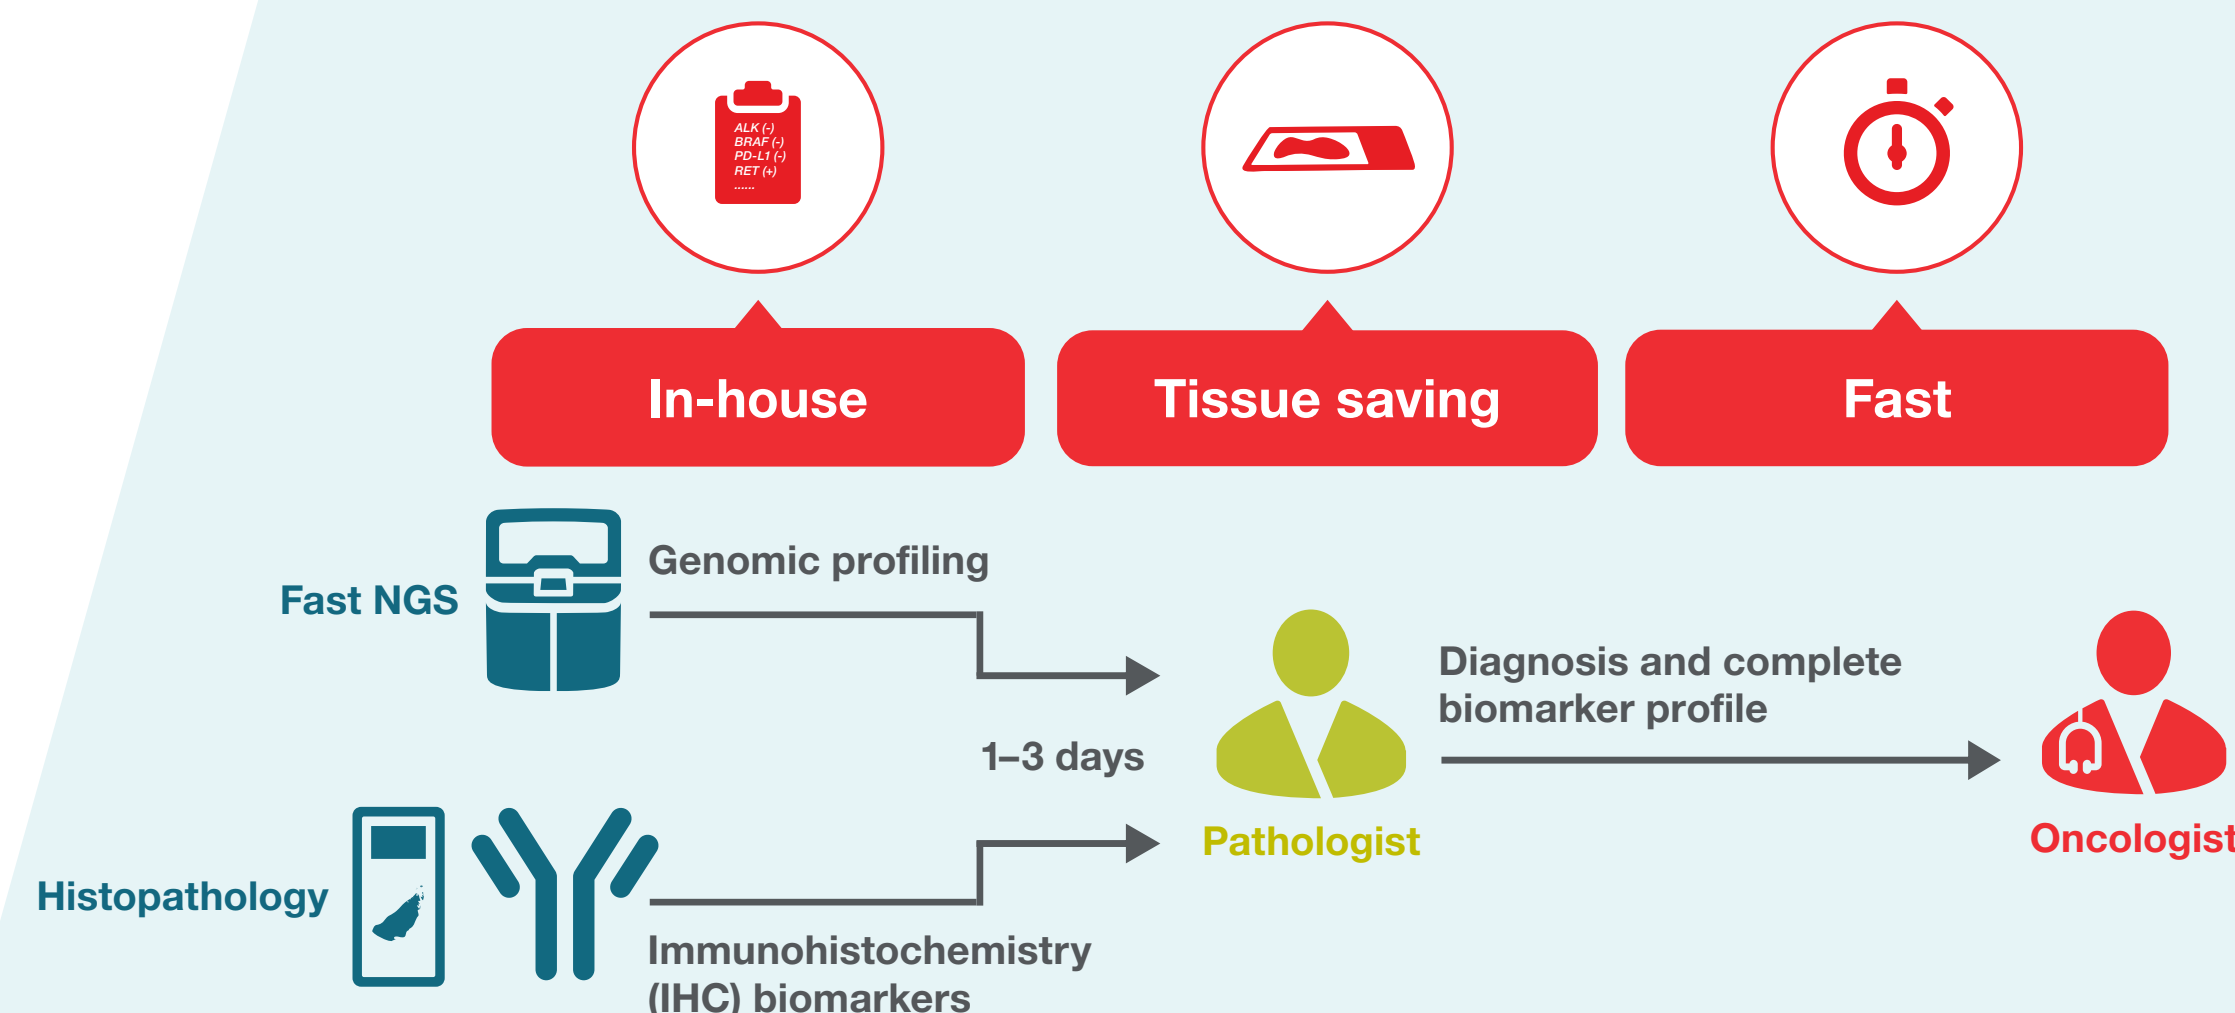 ALK (-)
BRAF (-)
PD-L1 (-)
RET (+)
......
In-house
Tissue saving
Fast
Fast NGS
Genomic profiling
Diagnosis and complete
biomarker profile
1–3 days
Pathologist
Oncologist
Histopathology
Immunohistochemistry
(IHC) biomarkers